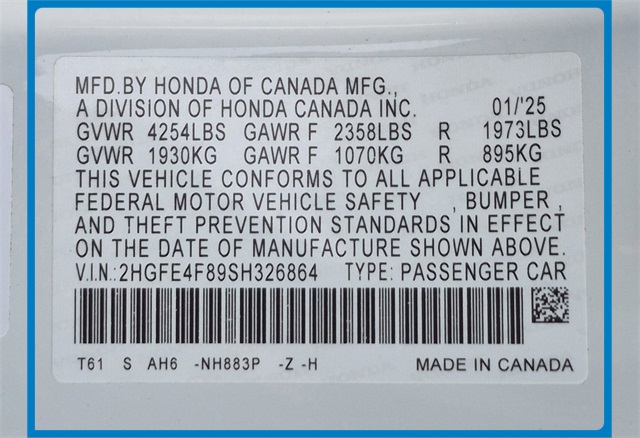 MFD.BY HONDA OF CANADA MFG.,
A DIVISION OF HONDA CANADA INC. 01/'25
GVWR 4254LBS GAWR F 2358LBS R 1973LBS
GVWR 1930KG GAWR F 1070KG R 895KG
THIS VEHICLE CONFORMS TO ALL APPLICABLE
FEDERAL MOTOR VEHICLE SAFETY , BUMPER ,
AND THEFT PREVENTION STANDARDS IN EFFECT
ON THE DATE OF MANUFACTURE SHOWN ABOVE.
V.I.N.:2HGFE4F89SH326864 TYPE: PASSENGER CAR
T61 S AH6 -NH883P -Z -H MADE IN CANADA